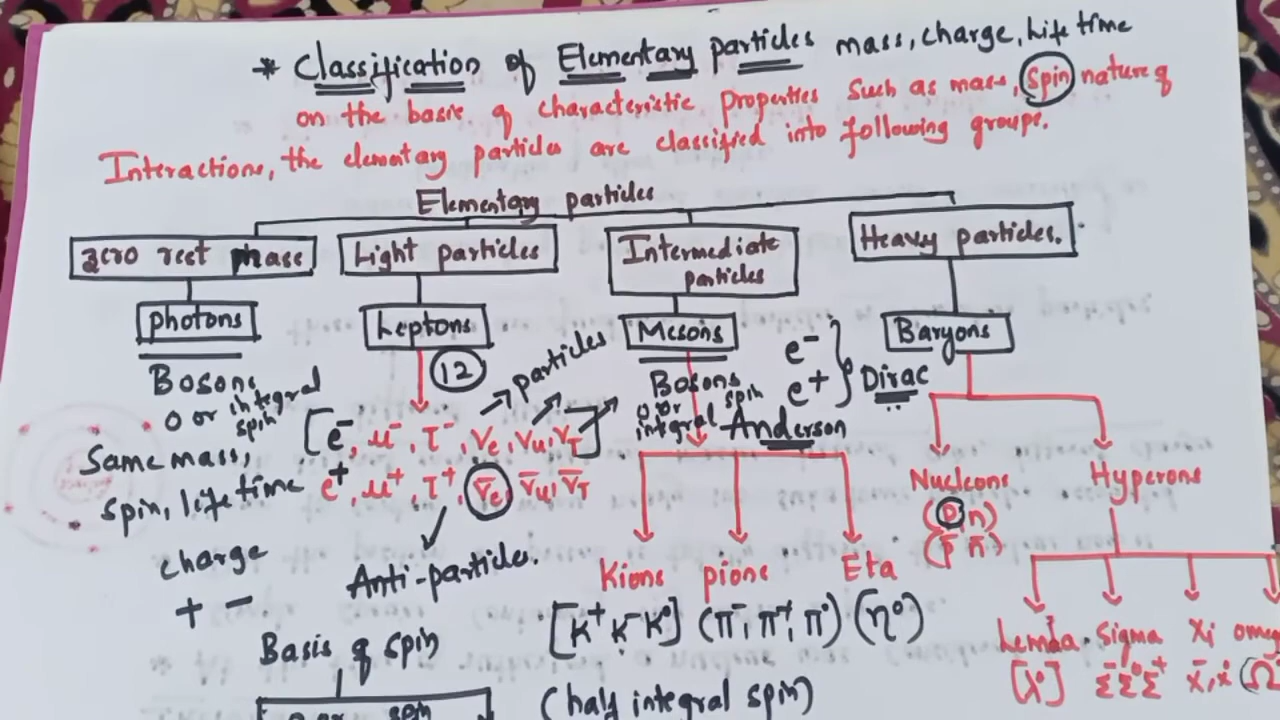 * Classification of Elementary particles mass, charge, Life time
on the basis of characteristic properties such as mass, spin nature of
Interactions, the elementary particles are classified into following groups.
Elementary particles
zero rest mass
Light particles
Intermediate particles
Heavy particles.
photons
Leptons
Mesons
Baryons
Bosons
0 or integral spin
12
particles
Bosons
0 or integral spin
e⁻
e⁺
Dirac
Anderson
Same mass,
spin, life time
charge
+ −
[e⁻, μ⁻, τ⁻, νe, νu, ντ]
e⁺, μ⁺, τ⁺, ν̄e, ν̄u, ν̄τ
Anti-particles.
Kions
pions
Eta
[K⁺ K⁻ K⁰]
(π⁻, π⁺, π⁰)
(η⁰)
Nucleons
(P, n)
(P̄ n̄)
Hyperons
Lemda
Sigma
Xi
[λ⁰]
Σ⁻ Σ⁰ Σ⁺
Basis of spin
(half integral spin)